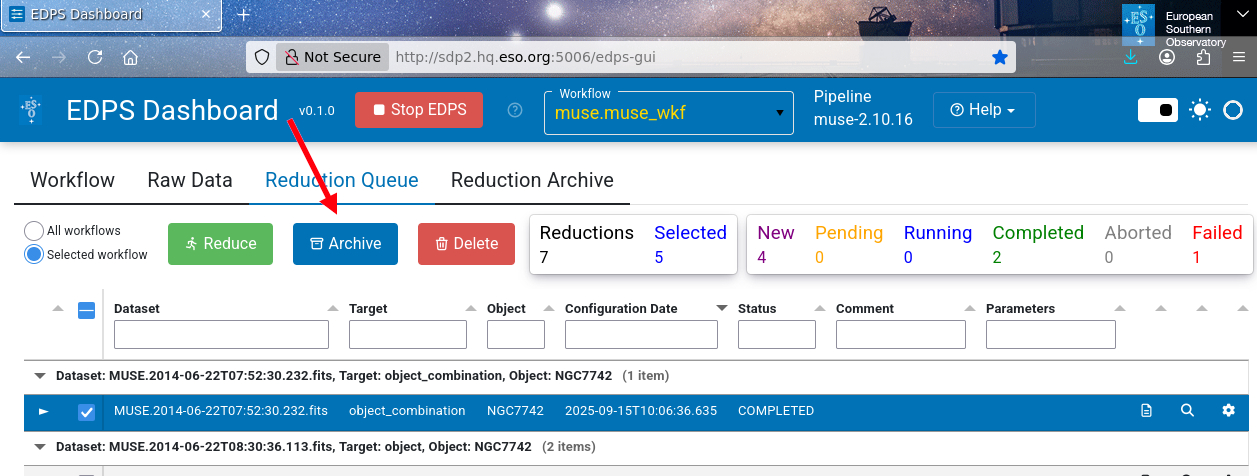 EDPS Dashboard
European
Southern
Observatory
Not Secure http://sdp2.hq.eso.org:5006/edps-gui
EDPS Dashboard v0.1.0 Stop EDPS
Workflow
muse.muse_wkf
Pipeline
muse-2.10.16
Help
Workflow Raw Data Reduction Queue Reduction Archive
All workflows
Selected workflow
Reduce Archive Delete
Reductions Selected
7 5
New Pending Running Completed Aborted Failed
4 0 0 2 0 1
Dataset Target Object Configuration Date Status Comment Parameters
Dataset: MUSE.2014-06-22T07:52:30.232.fits, Target: object_combination, Object: NGC7742 (1 item)
MUSE.2014-06-22T07:52:30.232.fits object_combination NGC7742 2025-09-15T10:06:36.635 COMPLETED
Dataset: MUSE.2014-06-22T08:30:36.113.fits, Target: object, Object: NGC7742 (2 items)